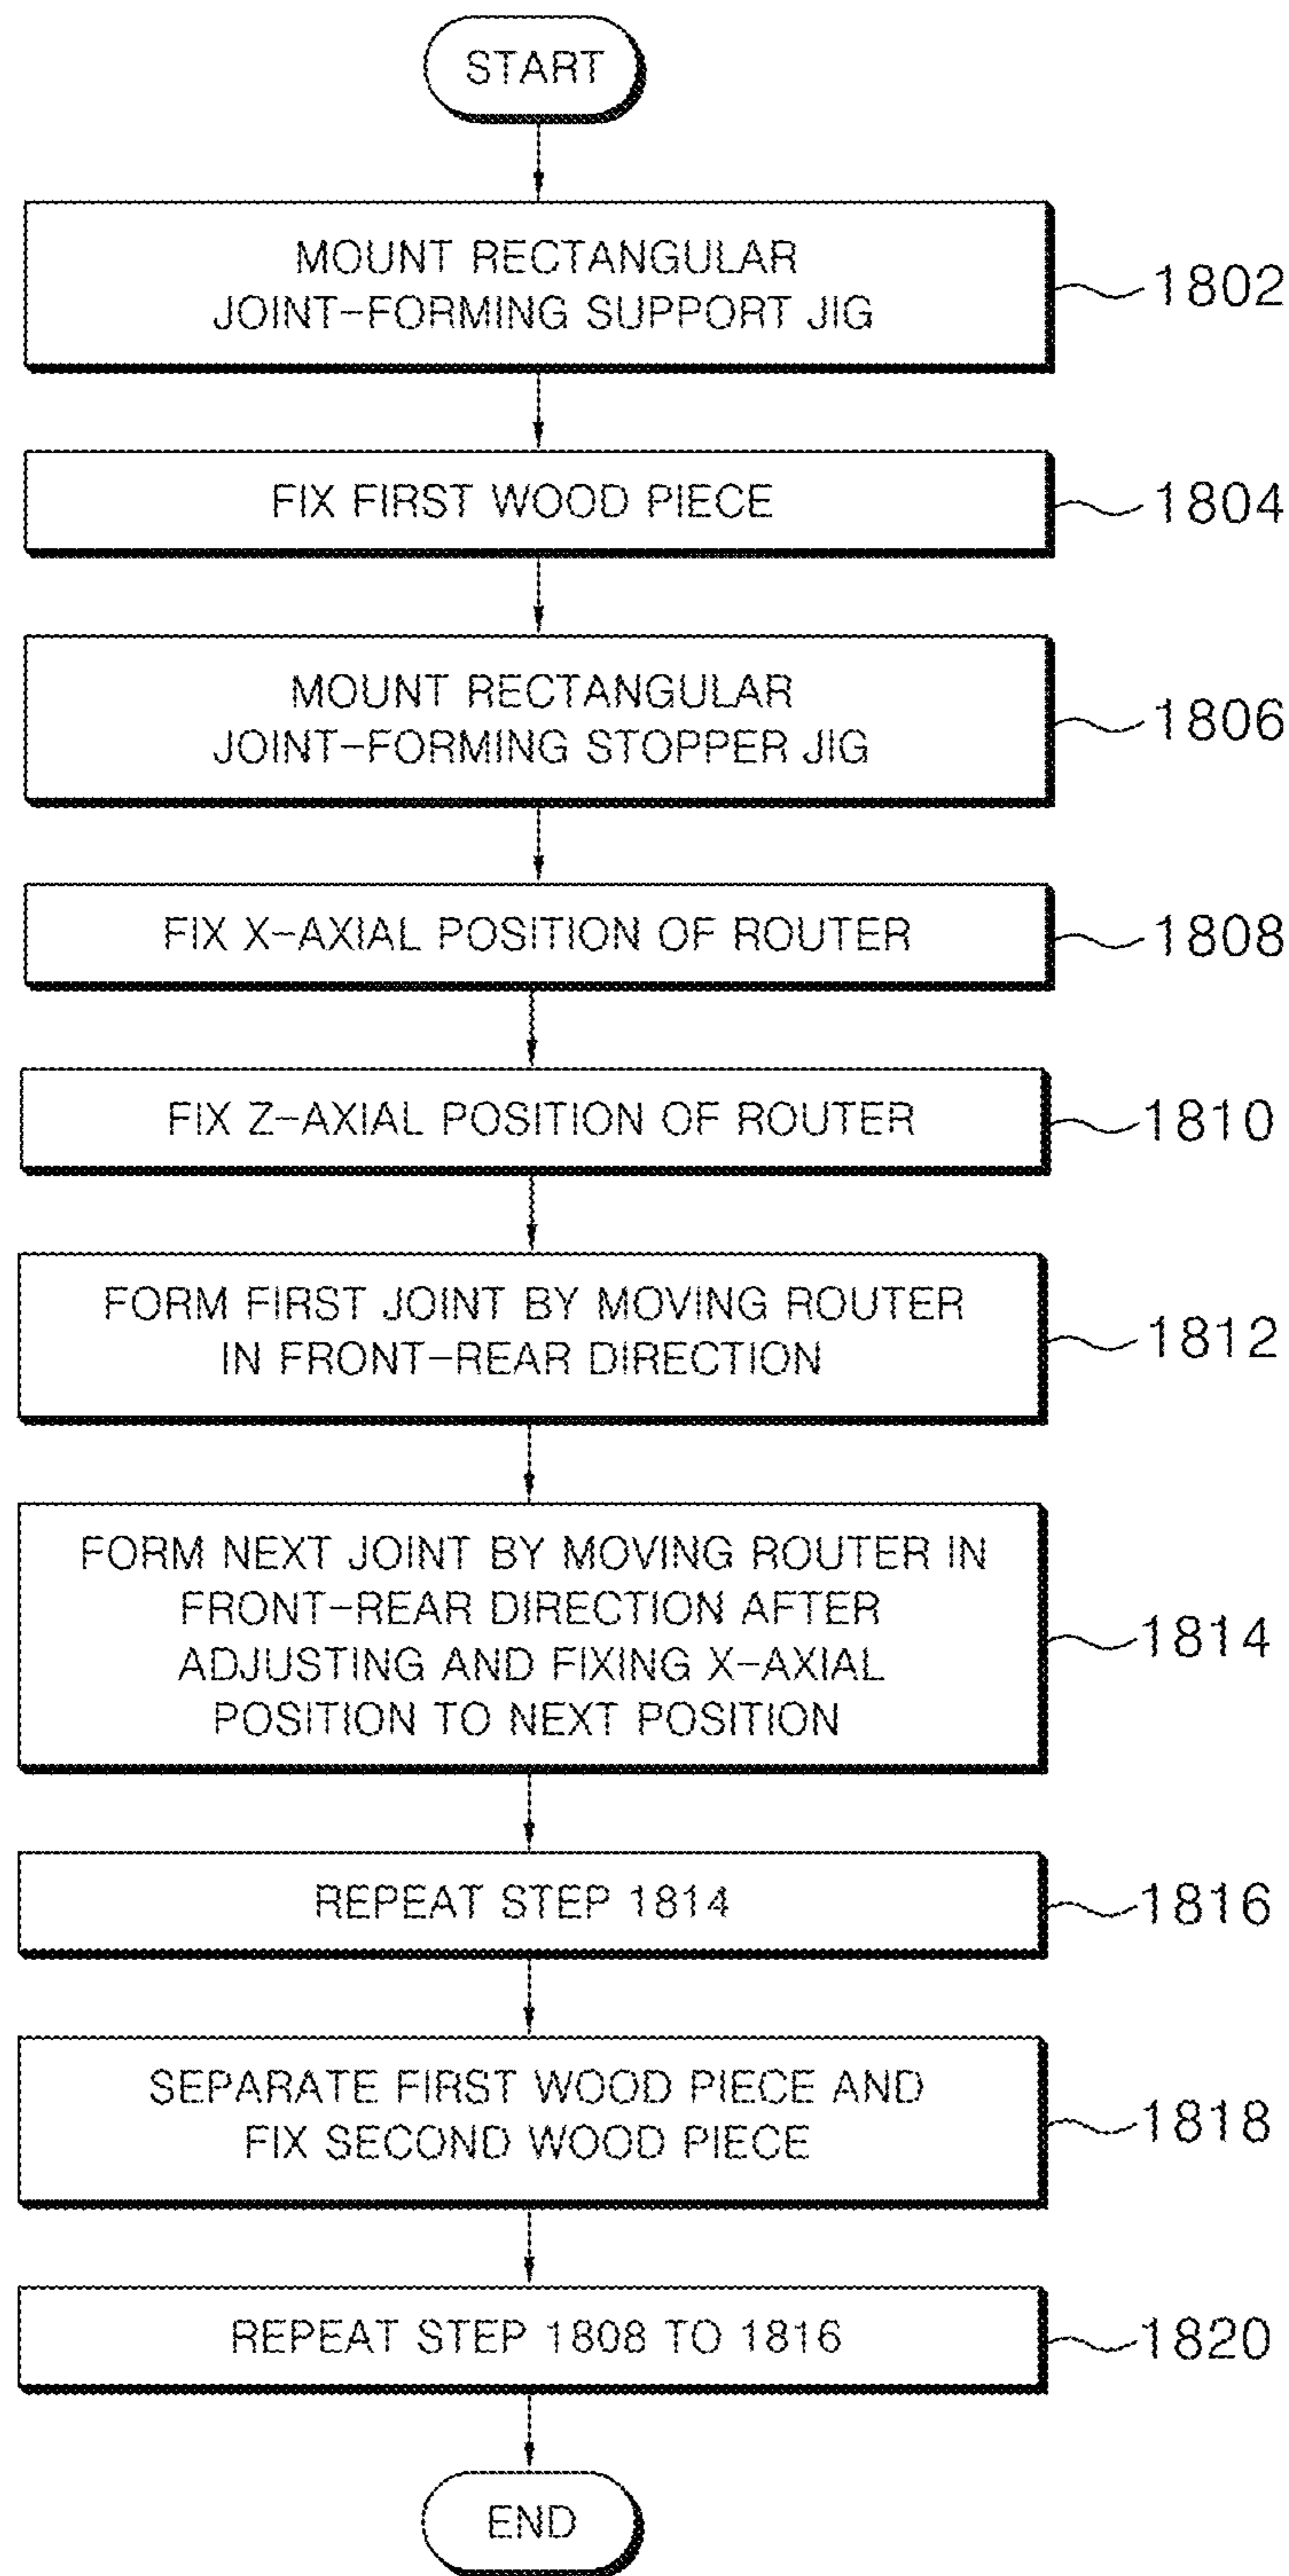 START
MOUNT RECTANGULAR
JOINT-FORMING SUPPORT JIG
1802
FIX FIRST WOOD PIECE
1804
MOUNT RECTANGULAR
JOINT-FORMING STOPPER JIG
1806
FIX X-AXIAL POSITION OF ROUTER
1808
FIX Z-AXIAL POSITION OF ROUTER
1810
FORM FIRST JOINT BY MOVING ROUTER
IN FRONT-REAR DIRECTION
1812
FORM NEXT JOINT BY MOVING ROUTER IN
FRONT-REAR DIRECTION AFTER
ADJUSTING AND FIXING X-AXIAL
POSITION TO NEXT POSITION
1814
REPEAT STEP 1814
1816
SEPARATE FIRST WOOD PIECE AND
FIX SECOND WOOD PIECE
1818
REPEAT STEP 1808 TO 1816
1820
END